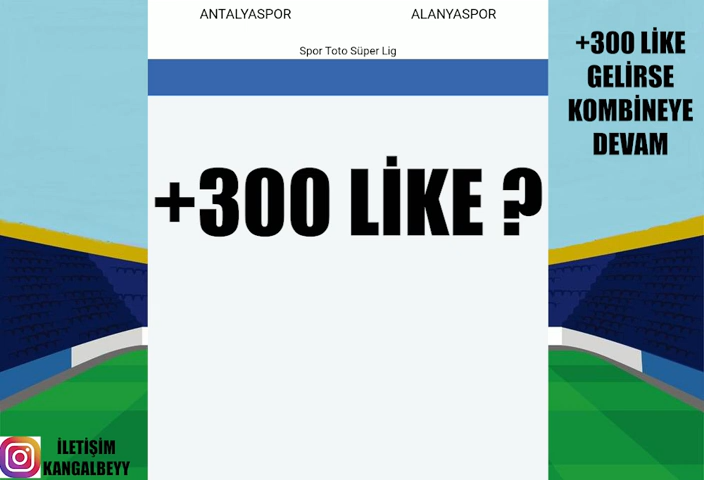 ANTALYASPOR ALANYASPOR
Spor Toto Süper Lig
+300 LİKE ?
+300 LİKE
GELİRSE
KOMBİNEYE
DEVAM
İLETİŞİM
KANGALBEYY